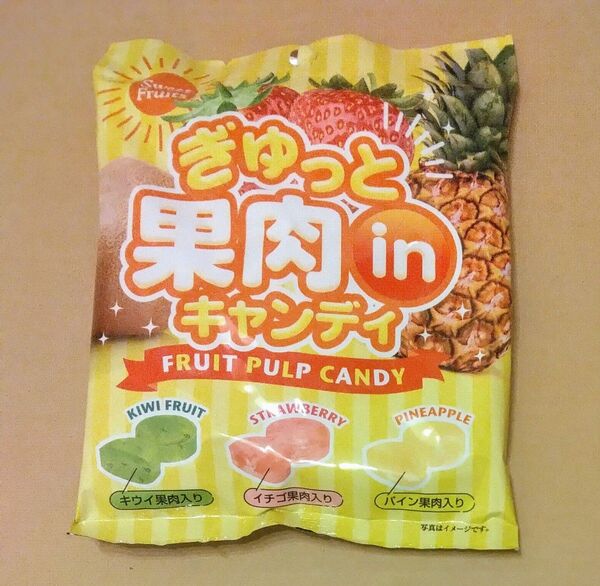 Sweet
Fruits
ぎゅっと
果肉in
キャンディ
FRUIT PULP CANDY
KIWI FRUIT
STRAWBERRY
PINEAPPLE
キウイ果肉入り
イチゴ果肉入り
パイン果肉入り
写真はイメージです。